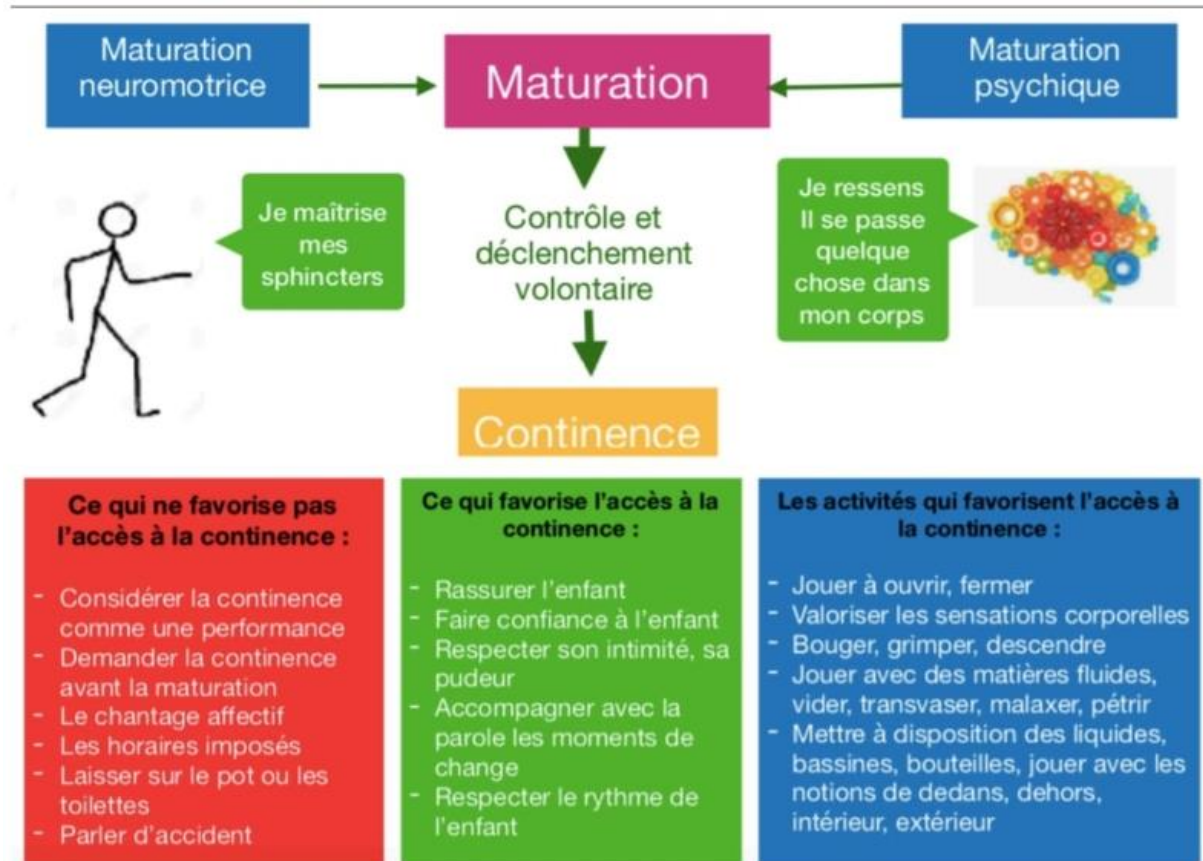 Maturation
neuromotrice
Maturation
Maturation
psychique
Je maîtrise
mes
sphincters
Contrôle et
déclenchement
volontaire
Je ressens
Il se passe
quelque
chose dans
mon corps
Continence
Ce qui ne favorise pas
l'accès à la continence :
- Considérer la continence
comme une performance
- Demander la continence
avant la maturation
- Le chantage affectif
- Les horaires imposés
- Laisser sur le pot ou les
toilettes
- Parler d'accident
Ce qui favorise l'accès à la
continence :
- Rassurer l'enfant
- Faire confiance à l'enfant
- Respecter son intimité, sa
pudeur
- Accompagner avec la
parole les moments de
change
- Respecter le rythme de
l'enfant
Les activités qui favorisent l'accès à
la continence :
- Jouer à ouvrir, fermer
- Valoriser les sensations corporelles
- Bouger, grimper, descendre
- Jouer avec des matières fluides,
vider, transvaser, malaxer, pétrir
- Mettre à disposition des liquides,
bassines, bouteilles, jouer avec les
notions de dedans, dehors,
intérieur, extérieur